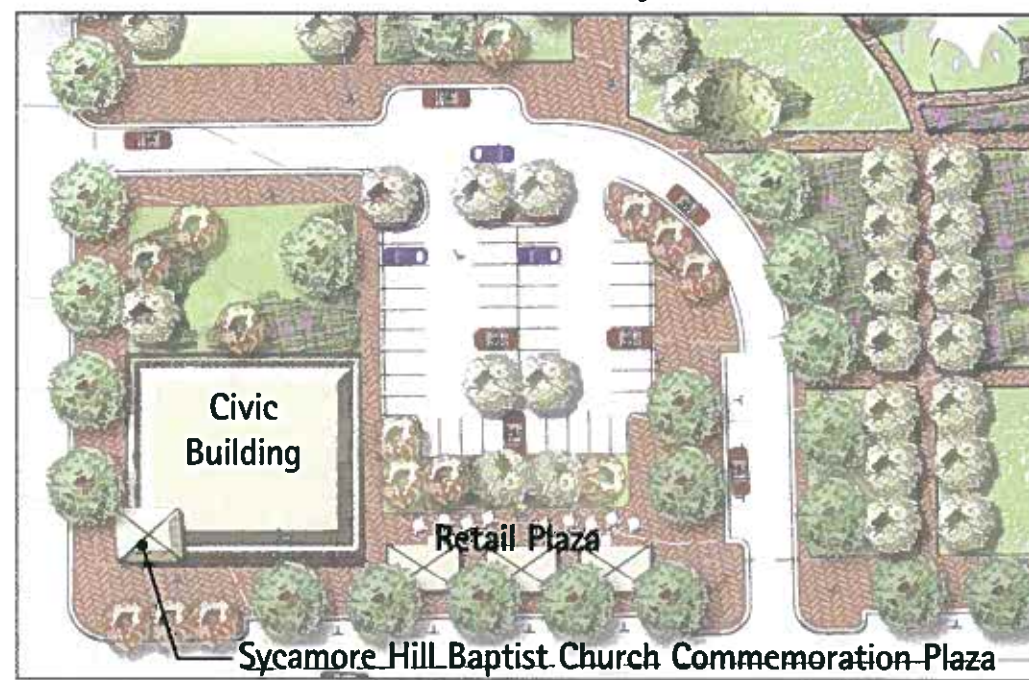 Civic
Building
Retail Plaza
Sycamore Hill Baptist Church Commemoration Plaza